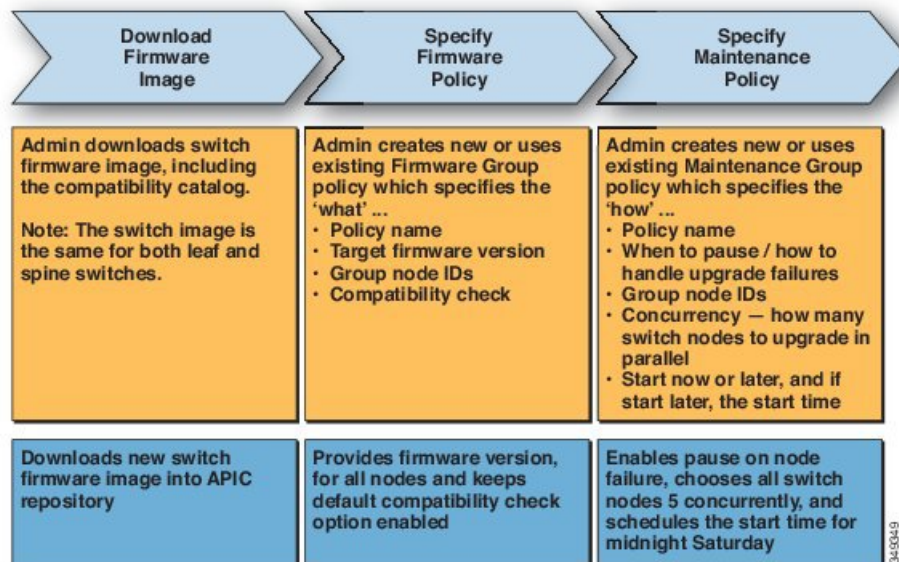 Download
Firmware
Image
Specify
Firmware
Policy
Specify
Maintenance
Policy
Admin downloads switch
firmware image, including
the compatibility catalog.
Note: The switch image is
the same for both leaf and
spine switches.
Admin creates new or uses
existing Firmware Group
policy which specifies the
‘what’ ...
• Policy name
• Target firmware version
• Group node IDs
• Compatibility check
Admin creates new or uses
existing Maintenance Group
policy which specifies the
‘how’ ...
• Policy name
• When to pause / how to
handle upgrade failures
• Group node IDs
• Concurrency — how many
switch nodes to upgrade in
parallel
• Start now or later, and if
start later, the start time
Downloads new switch
firmware image into APIC
repository
Provides firmware version,
for all nodes and keeps
default compatibility check
option enabled
Enables pause on node
failure, chooses all switch
nodes 5 concurrently, and
schedules the start time for
midnight Saturday
349349